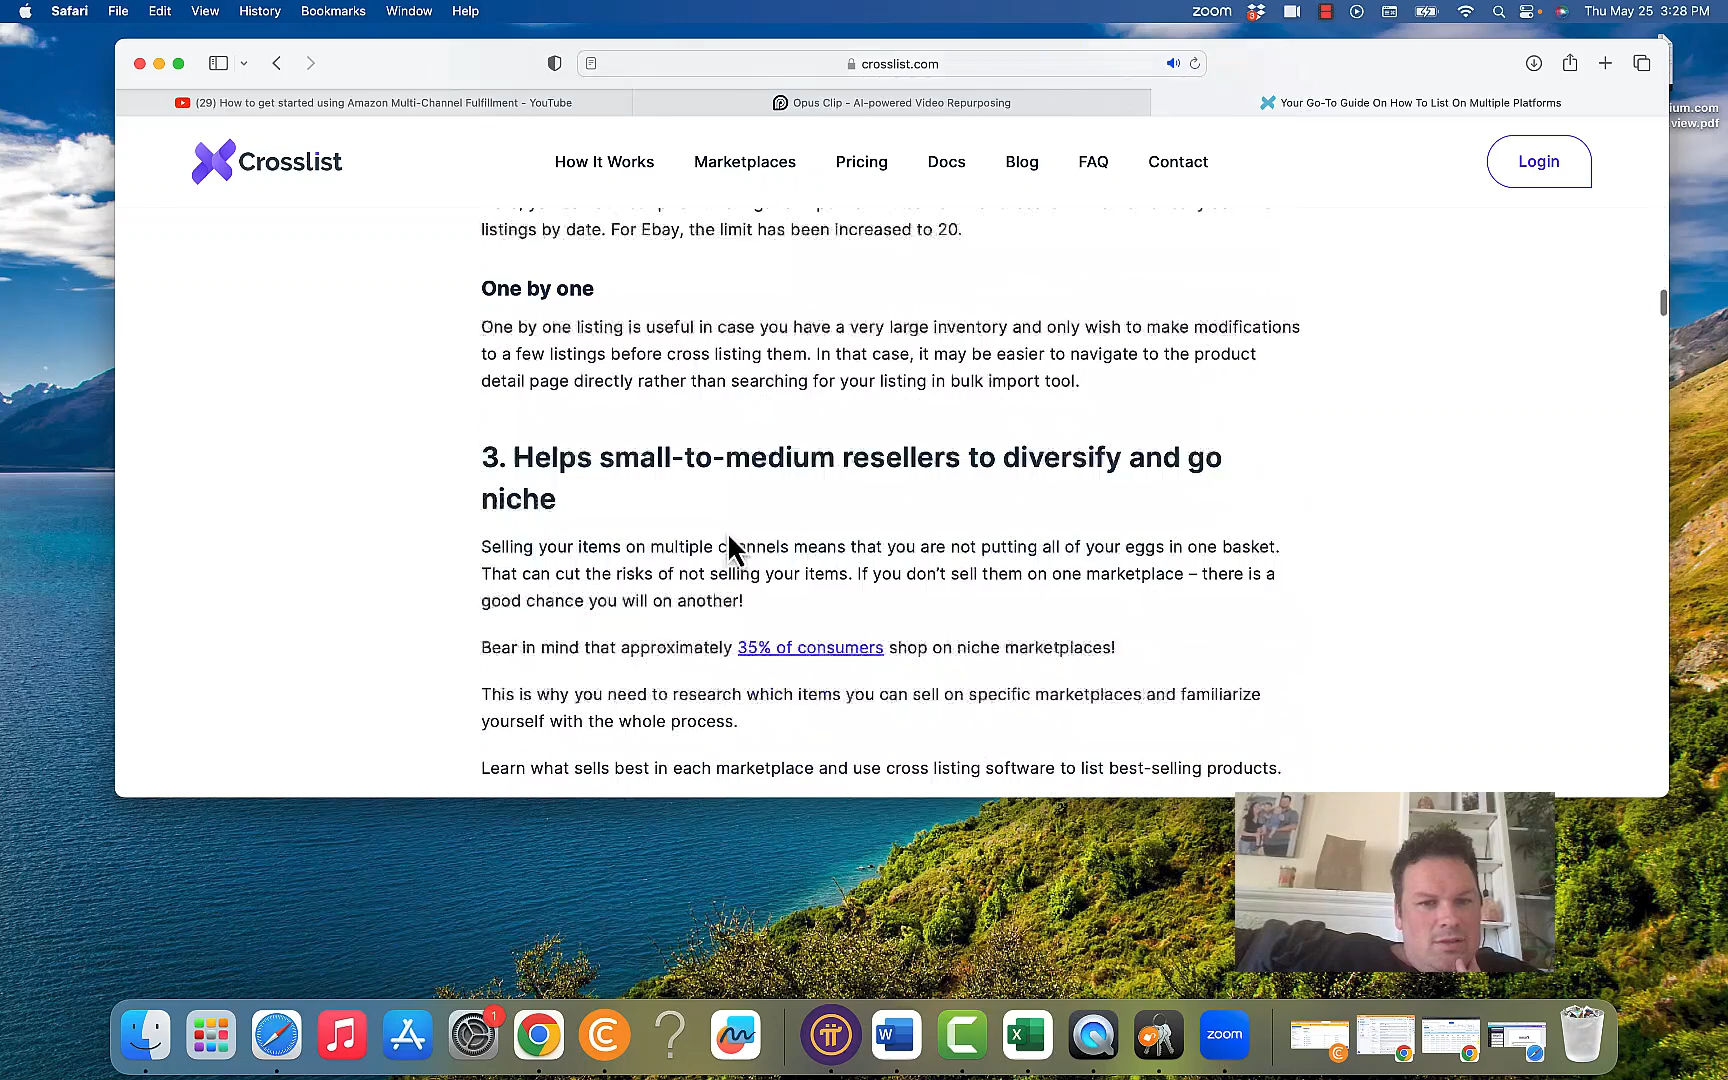 Safari File Edit View History Bookmarks Window Help
zoom 3 Thu May 25 3:28 PM
crosslist.com
(29) How to get started using Amazon Multi-Channel Fulfillment - YouTube
Opus Clip - AI-powered Video Repurposing
Your Go-To Guide On How To List On Multiple Platforms
ium.com
view.pdf
Crosslist
How It Works Marketplaces Pricing Docs Blog FAQ Contact
Login
listings by date. For Ebay, the limit has been increased to 20.
One by one
One by one listing is useful in case you have a very large inventory and only wish to make modifications
to a few listings before cross listing them. In that case, it may be easier to navigate to the product
detail page directly rather than searching for your listing in bulk import tool.
3. Helps small-to-medium resellers to diversify and go
niche
Selling your items on multiple channels means that you are not putting all of your eggs in one basket.
That can cut the risks of not selling your items. If you don’t sell them on one marketplace – there is a
good chance you will on another!
Bear in mind that approximately 35% of consumers shop on niche marketplaces!
This is why you need to research which items you can sell on specific marketplaces and familiarize
yourself with the whole process.
Learn what sells best in each marketplace and use cross listing software to list best-selling products.
1
zoom